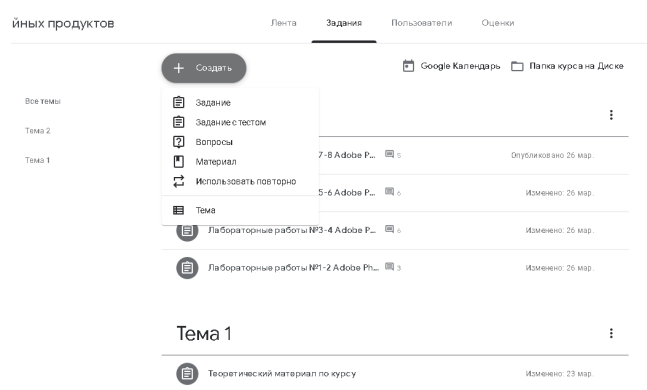 йных продуктов
Лента
Задания
Пользователи
Оценки
Создать
Google Календарь
Папка курса на Диске
Все темы
Тема 2
Тема 1
Задание
Задание с тестом
Вопросы
Материал
Использовать повторно
Тема
7-8 Adobe P... 5
Опубликовано 26 мар.
5-6 Adobe P... 6
Изменено: 26 мар.
Лабораторные работы №3-4 Adobe P... 6
Изменено: 26 мар.
Лабораторные работы №1-2 Adobe Ph... 3
Изменено: 26 мар.
Тема 1
Теоретический материал по курсу
Изменено: 23 мар.